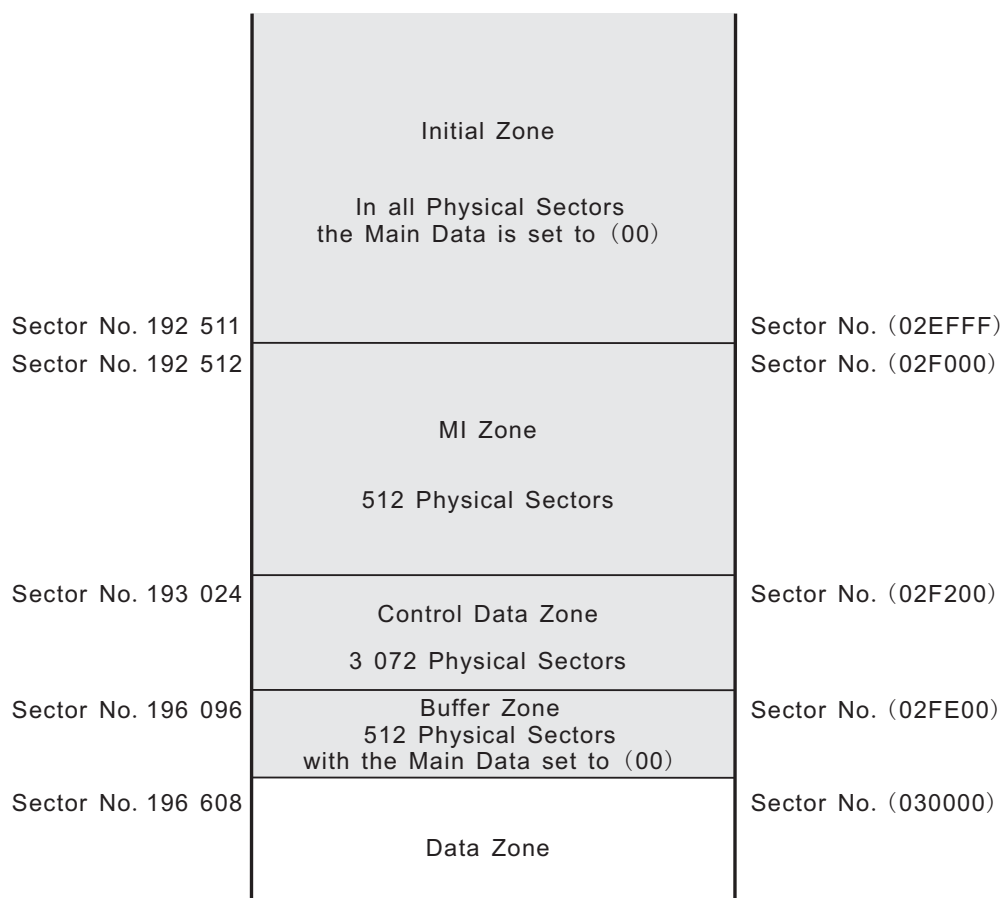 Initial Zone
In all Physical Sectors
the Main Data is set to（00）
Sector No. 192 511
Sector No.（02EFFF）
Sector No. 192 512
Sector No.（02F000）
MI Zone
512 Physical Sectors
Sector No. 193 024
Sector No.（02F200）
Control Data Zone
3 072 Physical Sectors
Sector No. 196 096
Buffer Zone
Sector No.（02FE00）
512 Physical Sectors
with the Main Data set to（00）
Sector No. 196 608
Sector No.（030000）
Data Zone